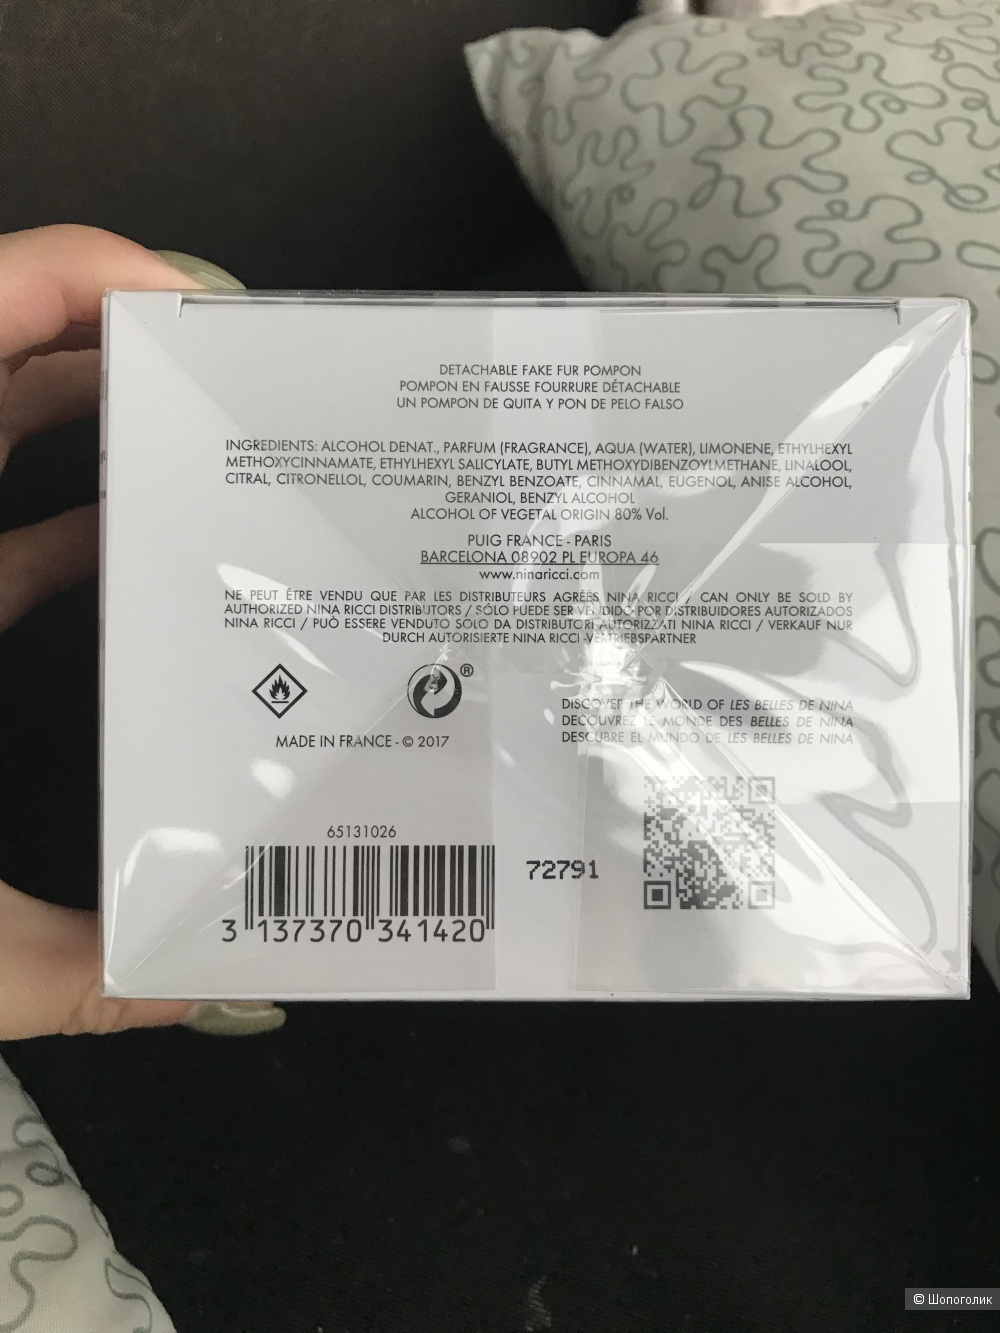 DETACHABLE FAKE FUR POMPON
POMPON EN FAUSSE FOURRURE DÉTACHABLE
UN POMPON DE QUITA Y PON DE PELO FALSO
INGREDIENTS: ALCOHOL DENAT., PARFUM (FRAGRANCE), AQUA (WATER), LIMONENE, ETHYLHEXYL
METHOXYCINNAMATE, ETHYLHEXYL SALICYLATE, BUTYL METHOXYDIBENZOYLMETHANE, LINALOOL,
CITRAL, CITRONELLOL, COUMARIN, BENZYL BENZOATE, CINNAMAL, EUGENOL, ANISE ALCOHOL,
GERANIOL, BENZYL ALCOHOL
ALCOHOL OF VEGETAL ORIGIN 80% Vol.
PUIG FRANCE - PARIS
BARCELONA 08902 PL EUROPA 46
www.ninaricci.com
NE PEUT ÊTRE VENDU QUE PAR LES DISTRIBUTEURS AGRÉÉS NINA RICCI / CAN ONLY BE SOLD BY
AUTHORIZED NINA RICCI DISTRIBUTORS / SÓLO PUEDE SER VENDIDO POR DISTRIBUIDORES AUTORIZADOS
NINA RICCI / PUÒ ESSERE VENDUTO SOLO DA DISTRIBUTORI AUTORIZZATI NINA RICCI / VERKAUF NUR
DURCH AUTORISIERTE NINA RICCI -VERTRIEBSPARTNER
®
DISCOVER THE WORLD OF LES BELLES DE NINA
DECOUVREZ LE MONDE DES BELLES DE NINA
DESCUBRE EL MUNDO DE LES BELLES DE NINA
MADE IN FRANCE - © 2017
65131026
72791
3 137370 341420
© Шопоголик